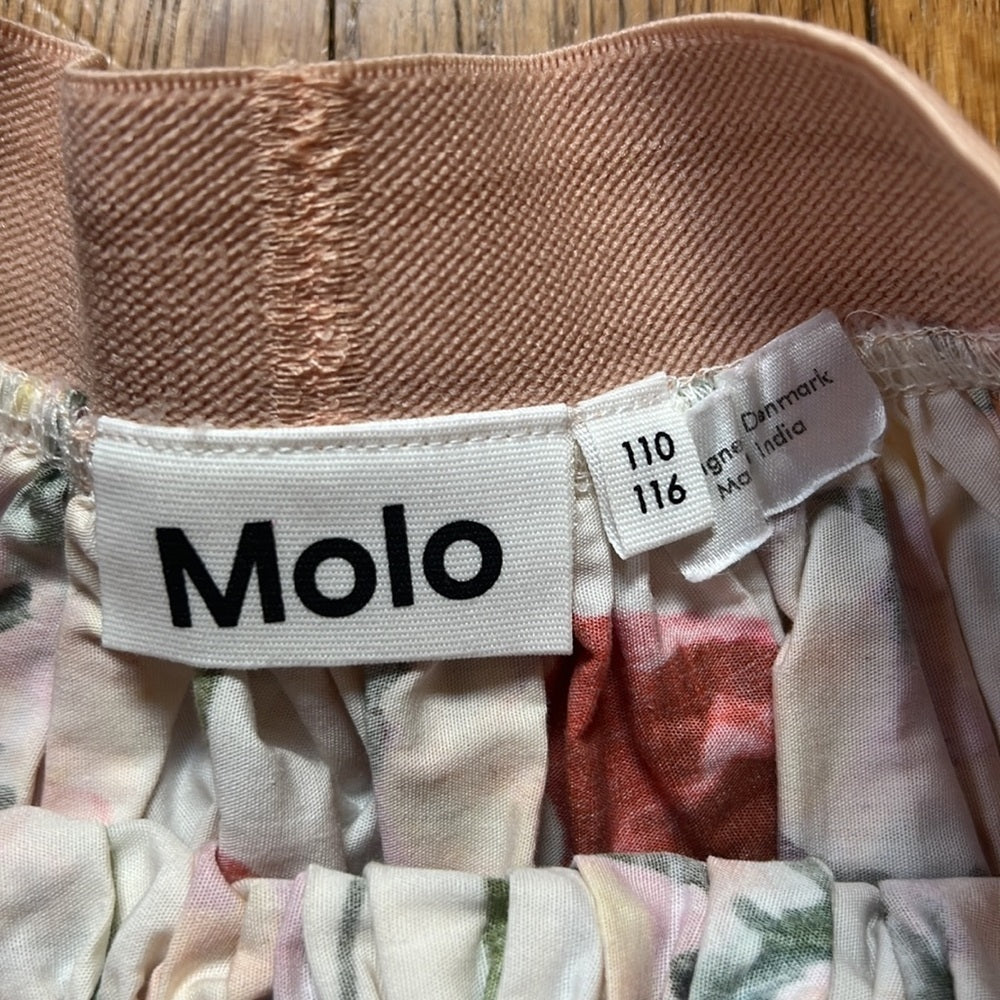 Molo
110
116
Denmark
India